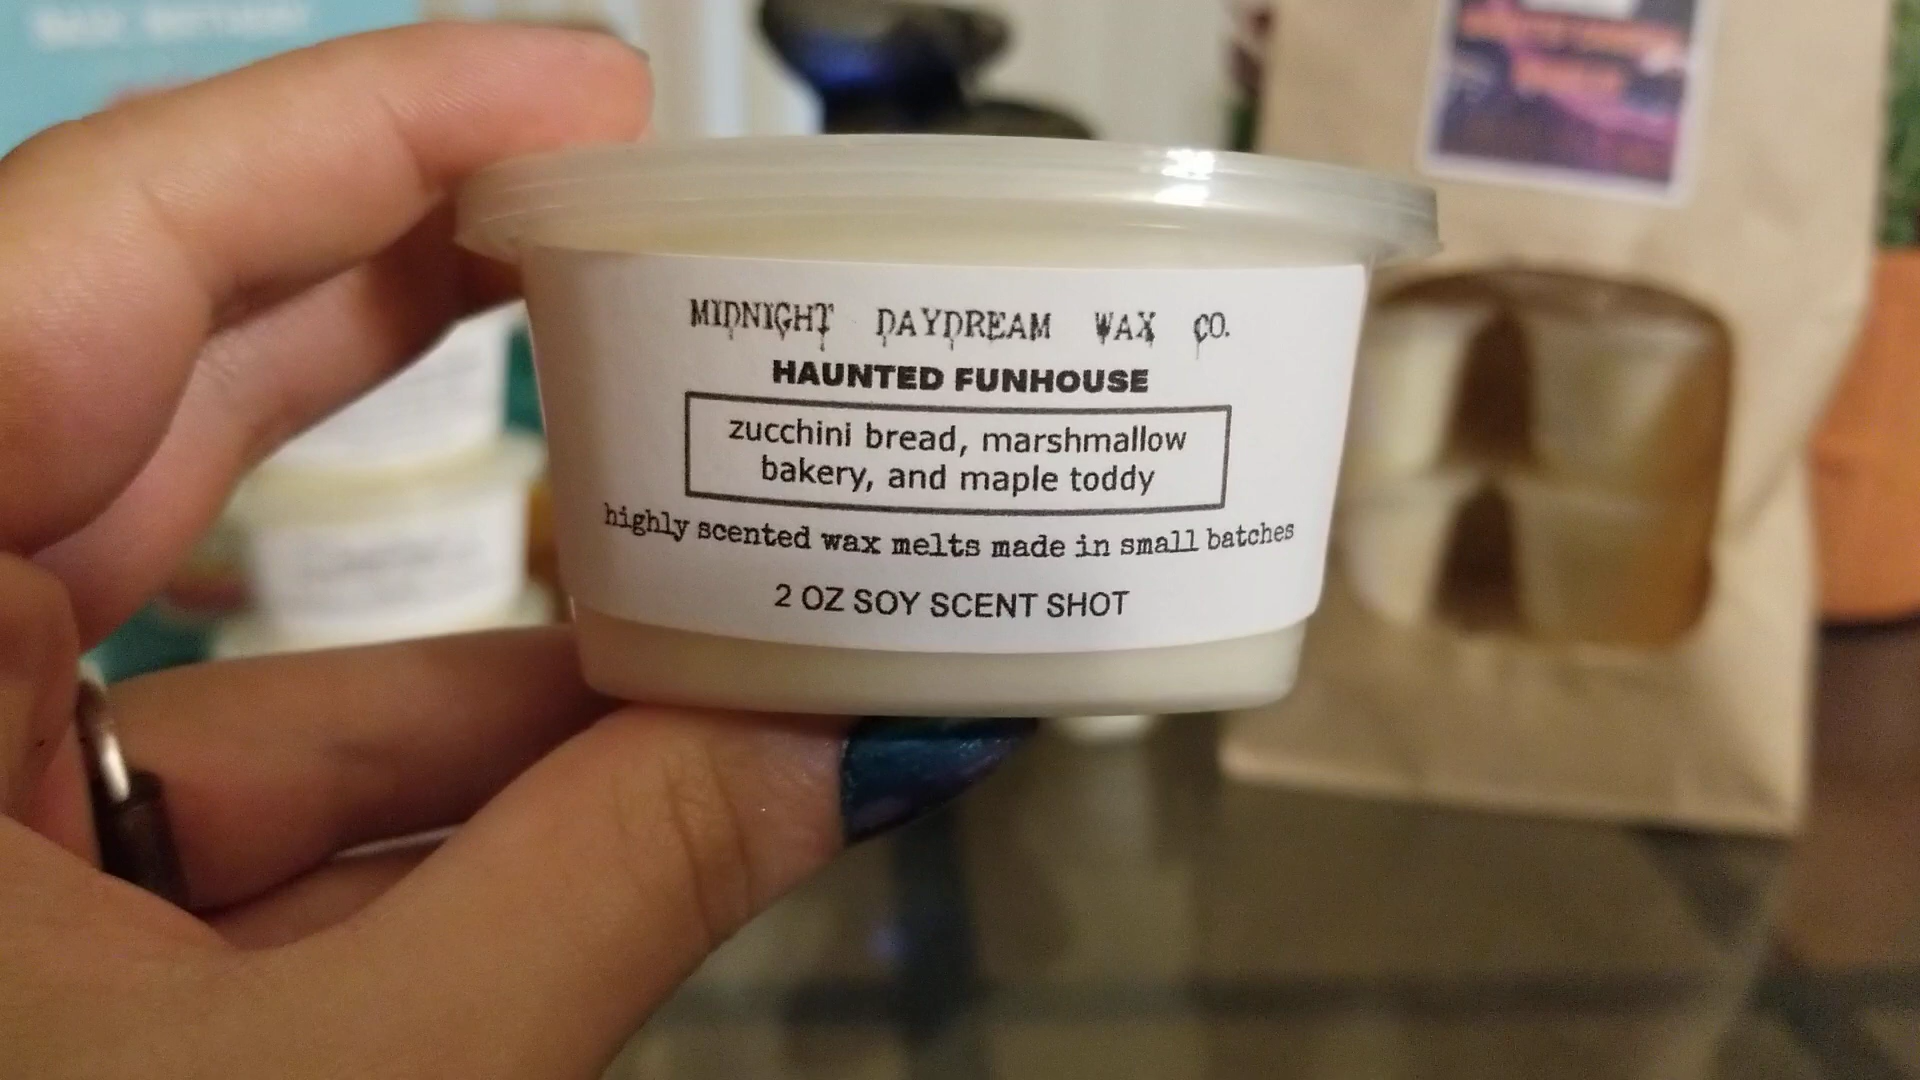 MIDNIGHT DAYDREAM WAX CO.
HAUNTED FUNHOUSE
zucchini bread, marshmallow
bakery, and maple toddy
highly scented wax melts made in small batches
2 OZ SOY SCENT SHOT